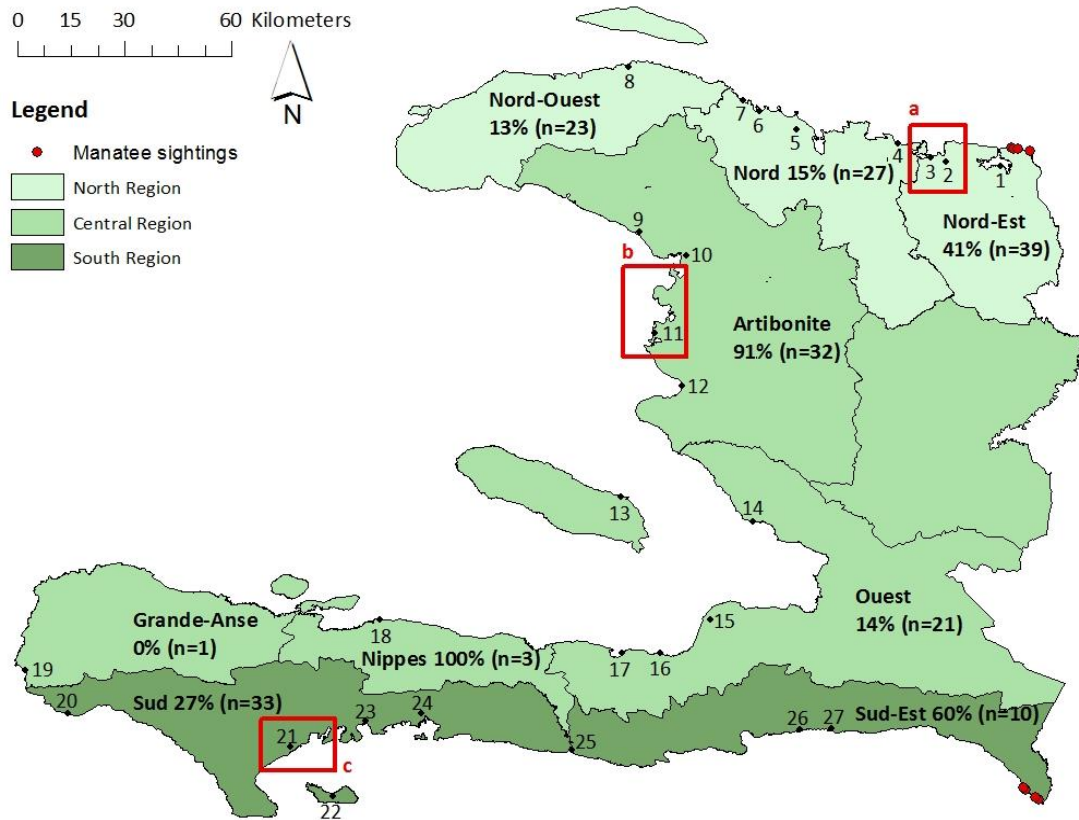 0 15 30 60 Kilometers
N
Legend
Manatee sightings
North Region
Central Region
South Region
a
b
c
Nord-Ouest
13% (n=23)
Nord 15% (n=27)
Nord-Est
41% (n=39)
Artibonite
91% (n=32)
Ouest
14% (n=21)
Grande-Anse
0% (n=1)
Nippes 100% (n=3)
Sud 27% (n=33)
Sud-Est 60% (n=10)
1
2
3
4
5
6
7
8
9
10
11
12
13
14
15
16
17
18
19
20
21
22
23
24
25
26
27